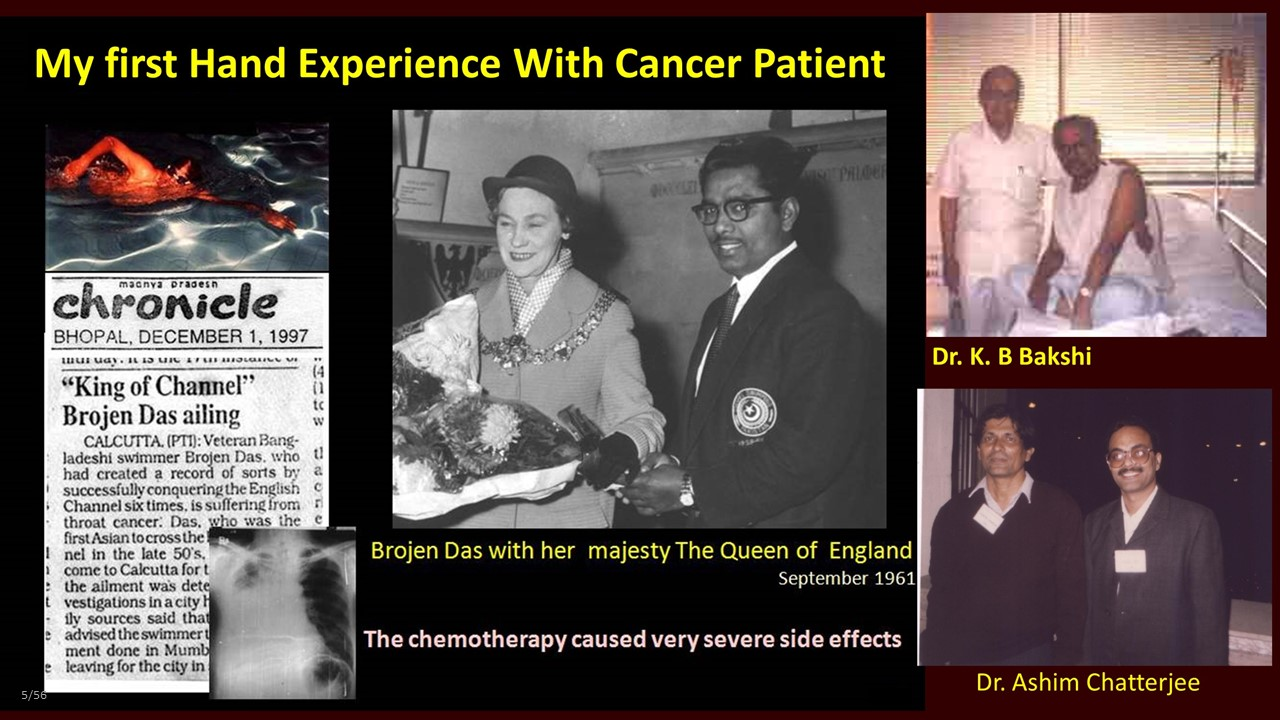 My first Hand Experience With Cancer Patient
madhya pradesh
chronicle
BHOPAL, DECEMBER 1, 1997
"King of Channel"
Brojen Das ailing
CALCUTTA, (PTI): Veteran Bang-
ladeshi swimmer Brojen Das, who
had created a record of sorts by
successfully conquering the English
Channel six times, is suffering from
throat cancer. Das, who was the
first Asian to cross the
nel in the late 50's,
come to Calcutta for t
the ailment was dete
vestigations in a city h
ily sources said that
advised the swimmer t
ment done in Mumb
leaving for the city in
Brojen Das with her majesty The Queen of England
September 1961
The chemotherapy caused very severe side effects
Dr. K. B Bakshi
Dr. Ashim Chatterjee
5/56